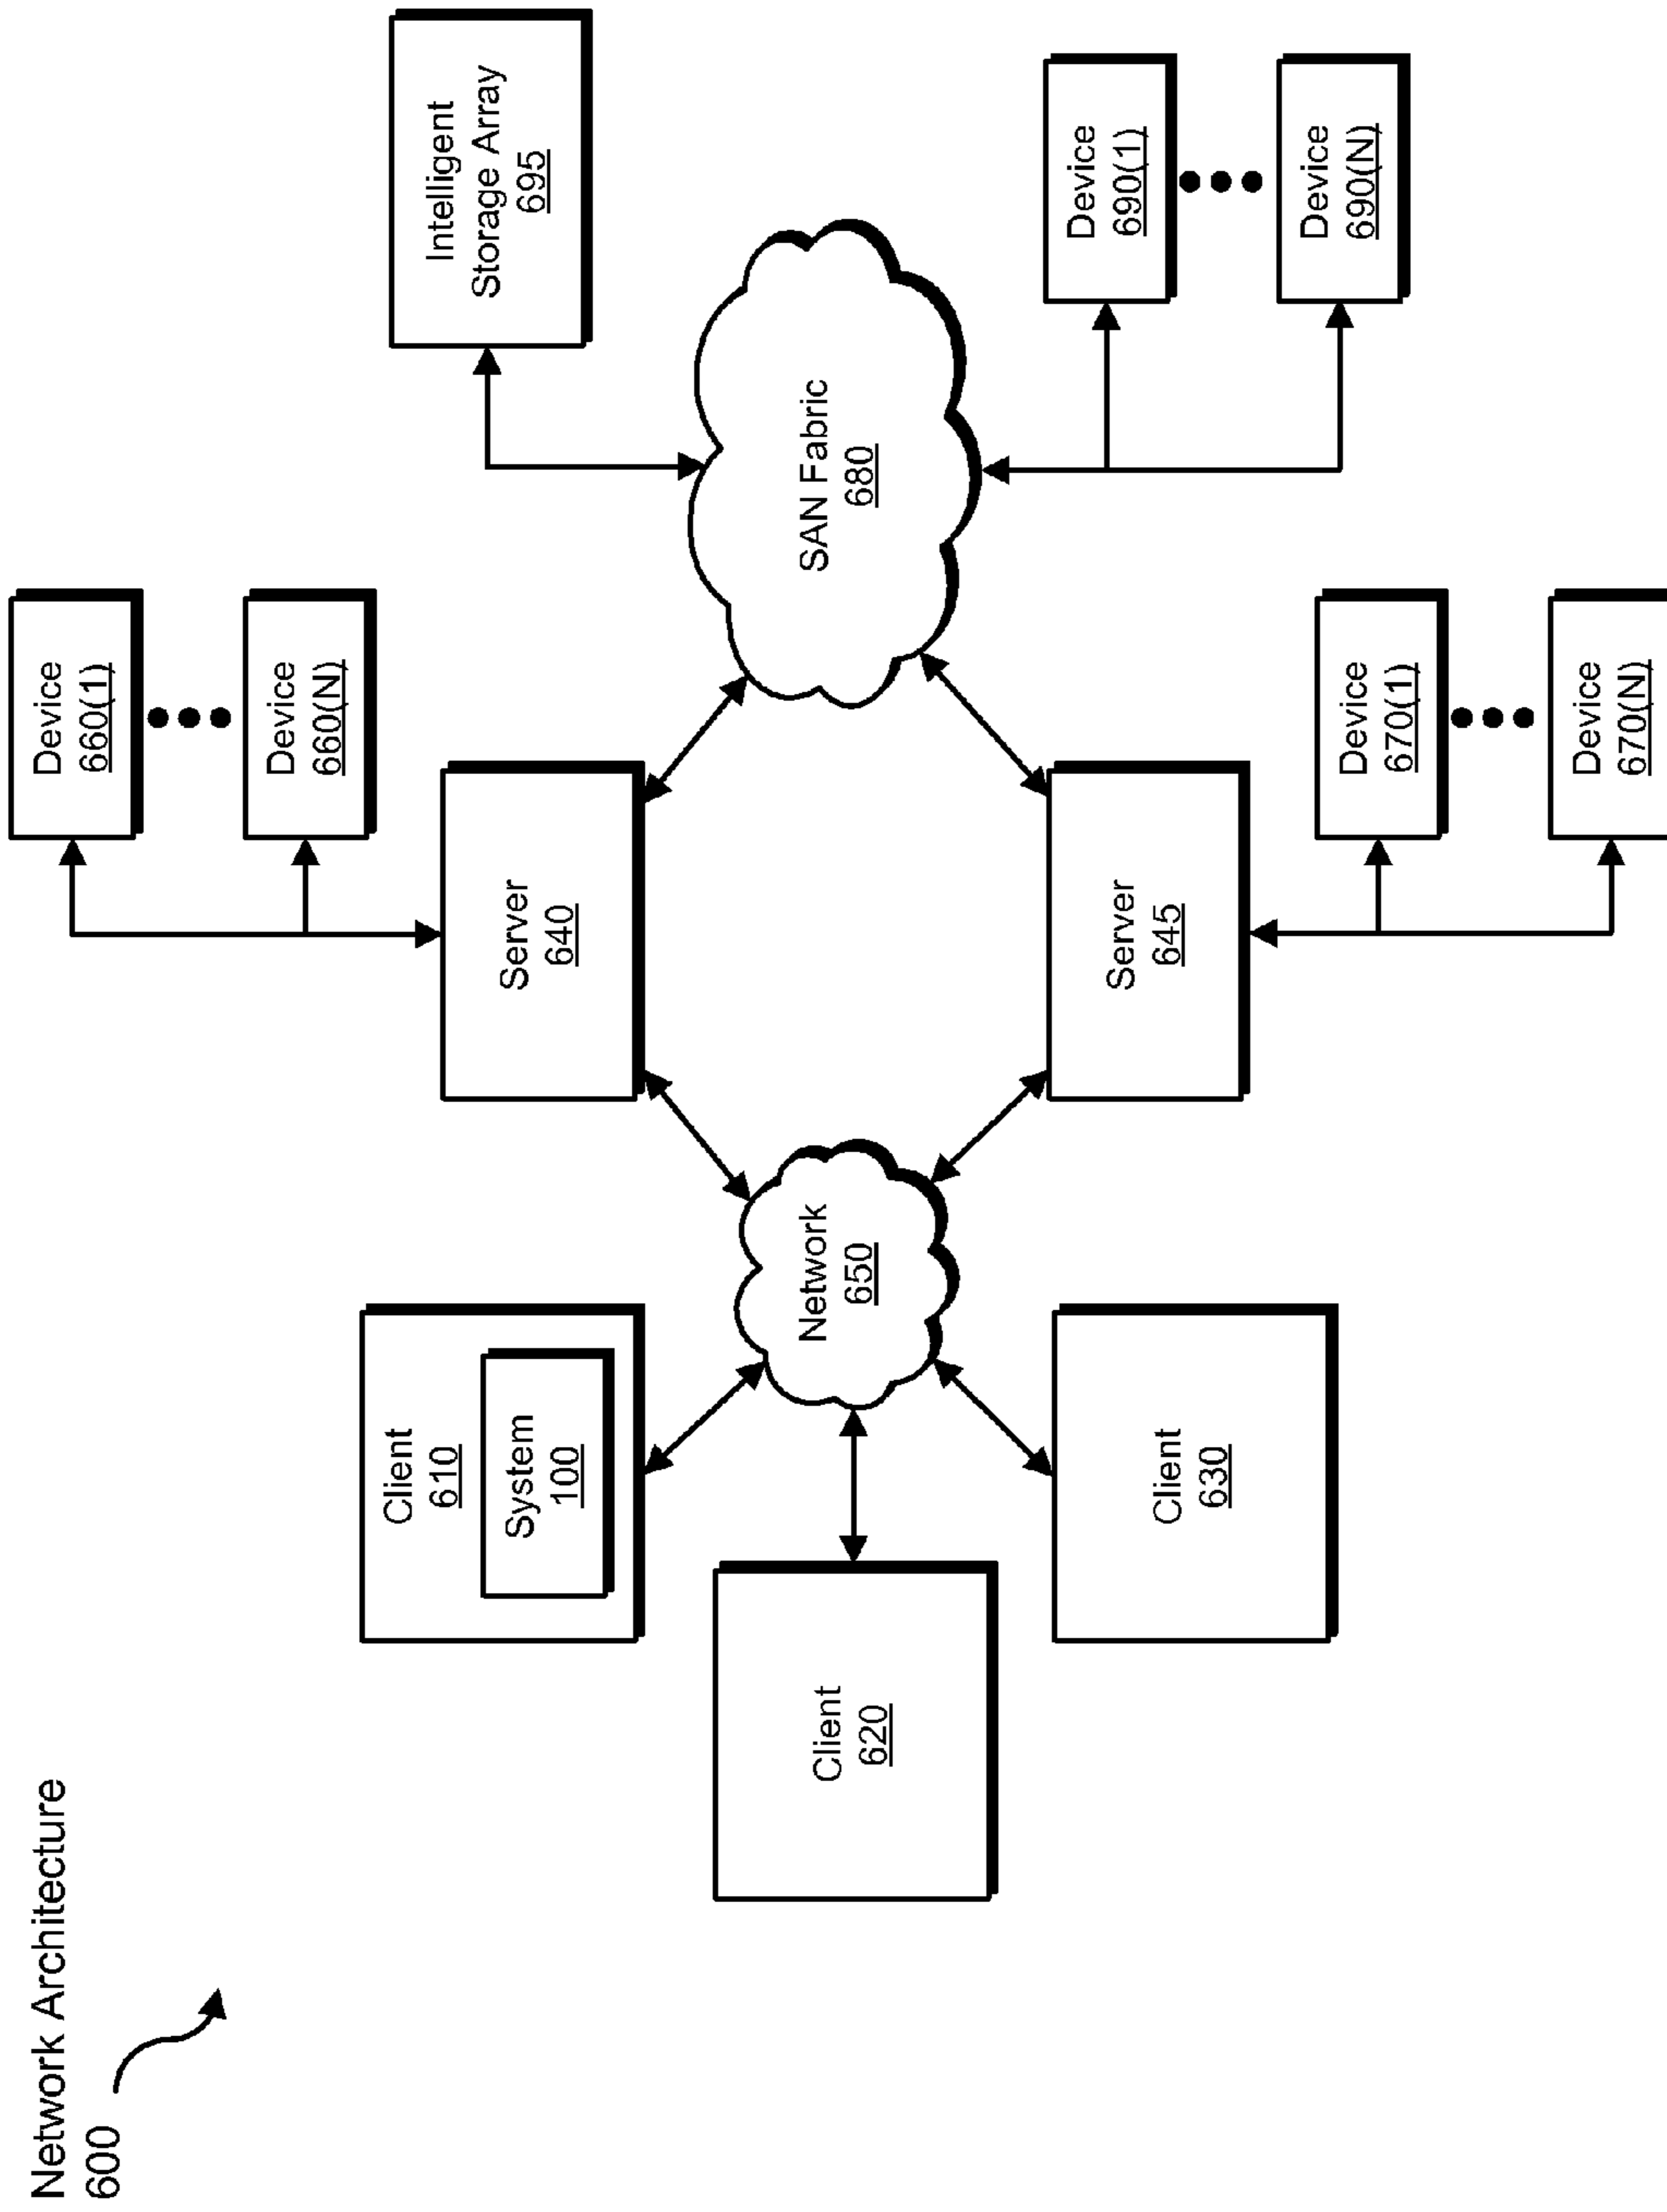 Network Architecture
600
Device
660(1)
Device
660(N)
Server
640
Intelligent
Storage Array
695
Client
610
System
100
Client
620
Network
650
SAN Fabric
680
Client
630
Server
645
Device
690(1)
Device
690(N)
Device
670(1)
Device
670(N)